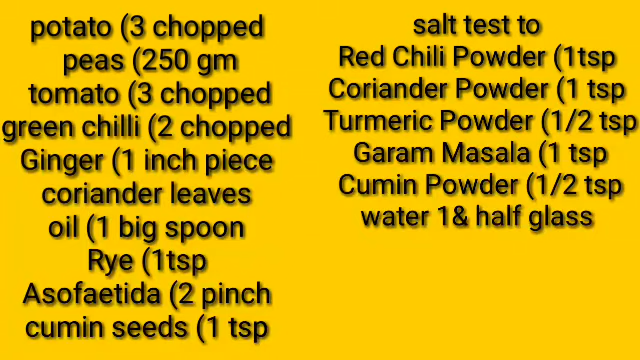 potato (3 chopped
peas (250 gm
tomato (3 chopped
green chilli (2 chopped
Ginger (1 inch piece
coriander leaves
oil (1 big spoon
Rye (1tsp
Asofaetida (2 pinch
cumin seeds (1 tsp
salt test to
Red Chili Powder (1tsp
Coriander Powder (1 tsp
Turmeric Powder (1/2 tsp
Garam Masala (1 tsp
Cumin Powder (1/2 tsp
water 1& half glass